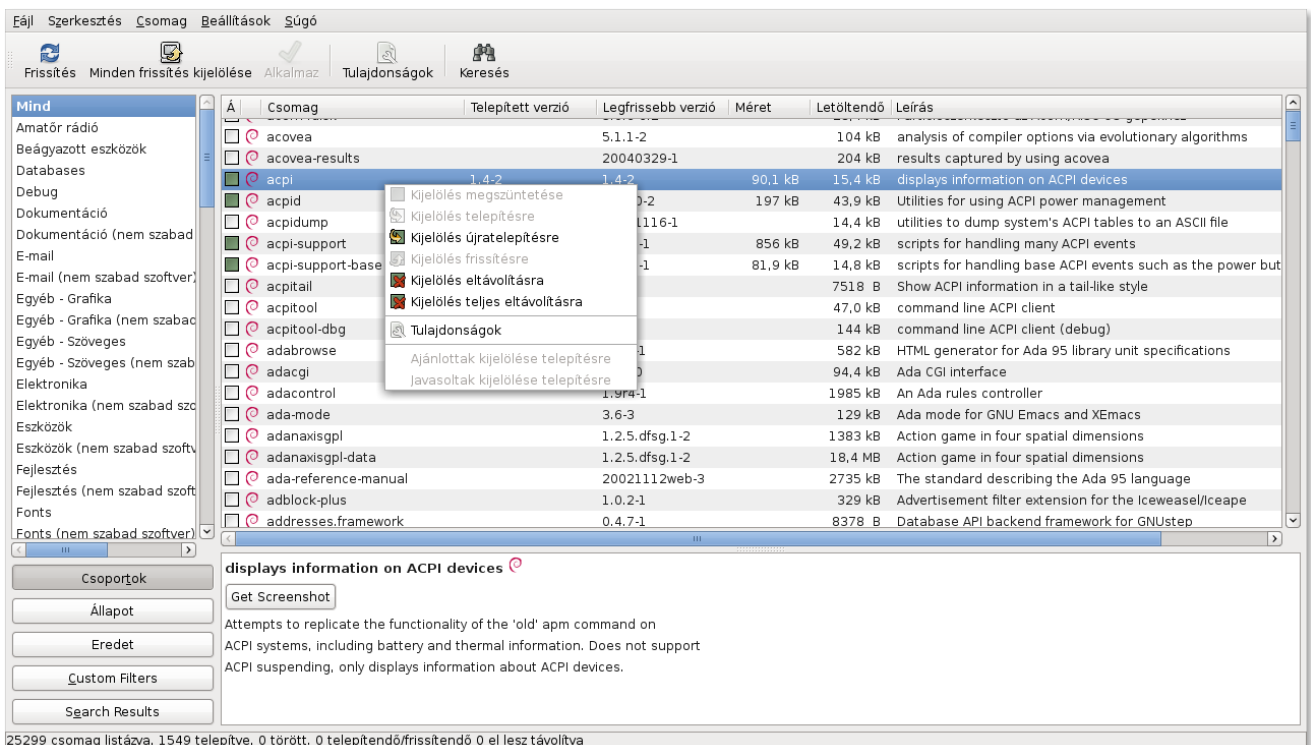 Fájl Szerkesztés Csomag Beállítások Súgó
Frissítés Minden frissítés kijelölése Alkalmaz Tulajdonságok Keresés
Mind
Amatőr rádió
Beágyazott eszközök
Databases
Debug
Dokumentáció
Dokumentáció (nem szabad
E-mail
E-mail (nem szabad szoftver)
Egyéb - Grafika
Egyéb - Grafika (nem szabad
Egyéb - Szöveges
Egyéb - Szöveges (nem szab
Elektronika
Elektronika (nem szabad szo
Eszközök
Eszközök (nem szabad szoftv
Fejlesztés
Fejlesztés (nem szabad szoft
Fonts
Fonts (nem szabad szoftver)
Csoportok
Állapot
Eredet
Custom Filters
Search Results
Á Csomag Telepített verzió Legfrissebb verzió Méret Letöltendő Leírás
acovea 5.1.1-2 104 kB analysis of compiler options via evolutionary algorithms
acovea-results 20040329-1 204 kB results captured by using acovea
acpi 1.4-2 1.4-2 90,1 kB 15,4 kB displays information on ACPI devices
acpid 0-2 197 kB 43,9 kB Utilities for using ACPI power management
acpidump 1116-1 14,4 kB utilities to dump system's ACPI tables to an ASCII file
acpi-support -1 856 kB 49,2 kB scripts for handling many ACPI events
acpi-support-base -1 81,9 kB 14,8 kB scripts for handling base ACPI events such as the power but
acpitail 7518 B Show ACPI information in a tail-like style
acpitool 47,0 kB command line ACPI client
acpitool-dbg 144 kB command line ACPI client (debug)
adabrowse -1 582 kB HTML generator for Ada 95 library unit specifications
adacgi 94,4 kB Ada CGI interface
adacontrol 1.9r4-1 1985 kB An Ada rules controller
ada-mode 3.6-3 129 kB Ada mode for GNU Emacs and XEmacs
adanaxisgpl 1.2.5.dfsg.1-2 1383 kB Action game in four spatial dimensions
adanaxisgpl-data 1.2.5.dfsg.1-2 18,4 MB Action game in four spatial dimensions
ada-reference-manual 20021112web-3 2735 kB The standard describing the Ada 95 language
adblock-plus 1.0.2-1 329 kB Advertisement filter extension for the Iceweasel/Iceape
addresses.framework 0.4.7-1 8378 B Database API backend framework for GNUstep
Kijelölés megszüntetése
Kijelölés telepítésre
Kijelölés újratelepítésre
Kijelölés frissítésre
Kijelölés eltávolításra
Kijelölés teljes eltávolításra
Tulajdonságok
Ajánlottak kijelölése telepítésre
Javasoltak kijelölése telepítésre
displays information on ACPI devices
Get Screenshot
Attempts to replicate the functionality of the 'old' apm command on
ACPI systems, including battery and thermal information. Does not support
ACPI suspending, only displays information about ACPI devices.
25299 csomag listázva, 1549 telepítve, 0 törött, 0 telepítendő/frissítendő 0 el lesz távolítva